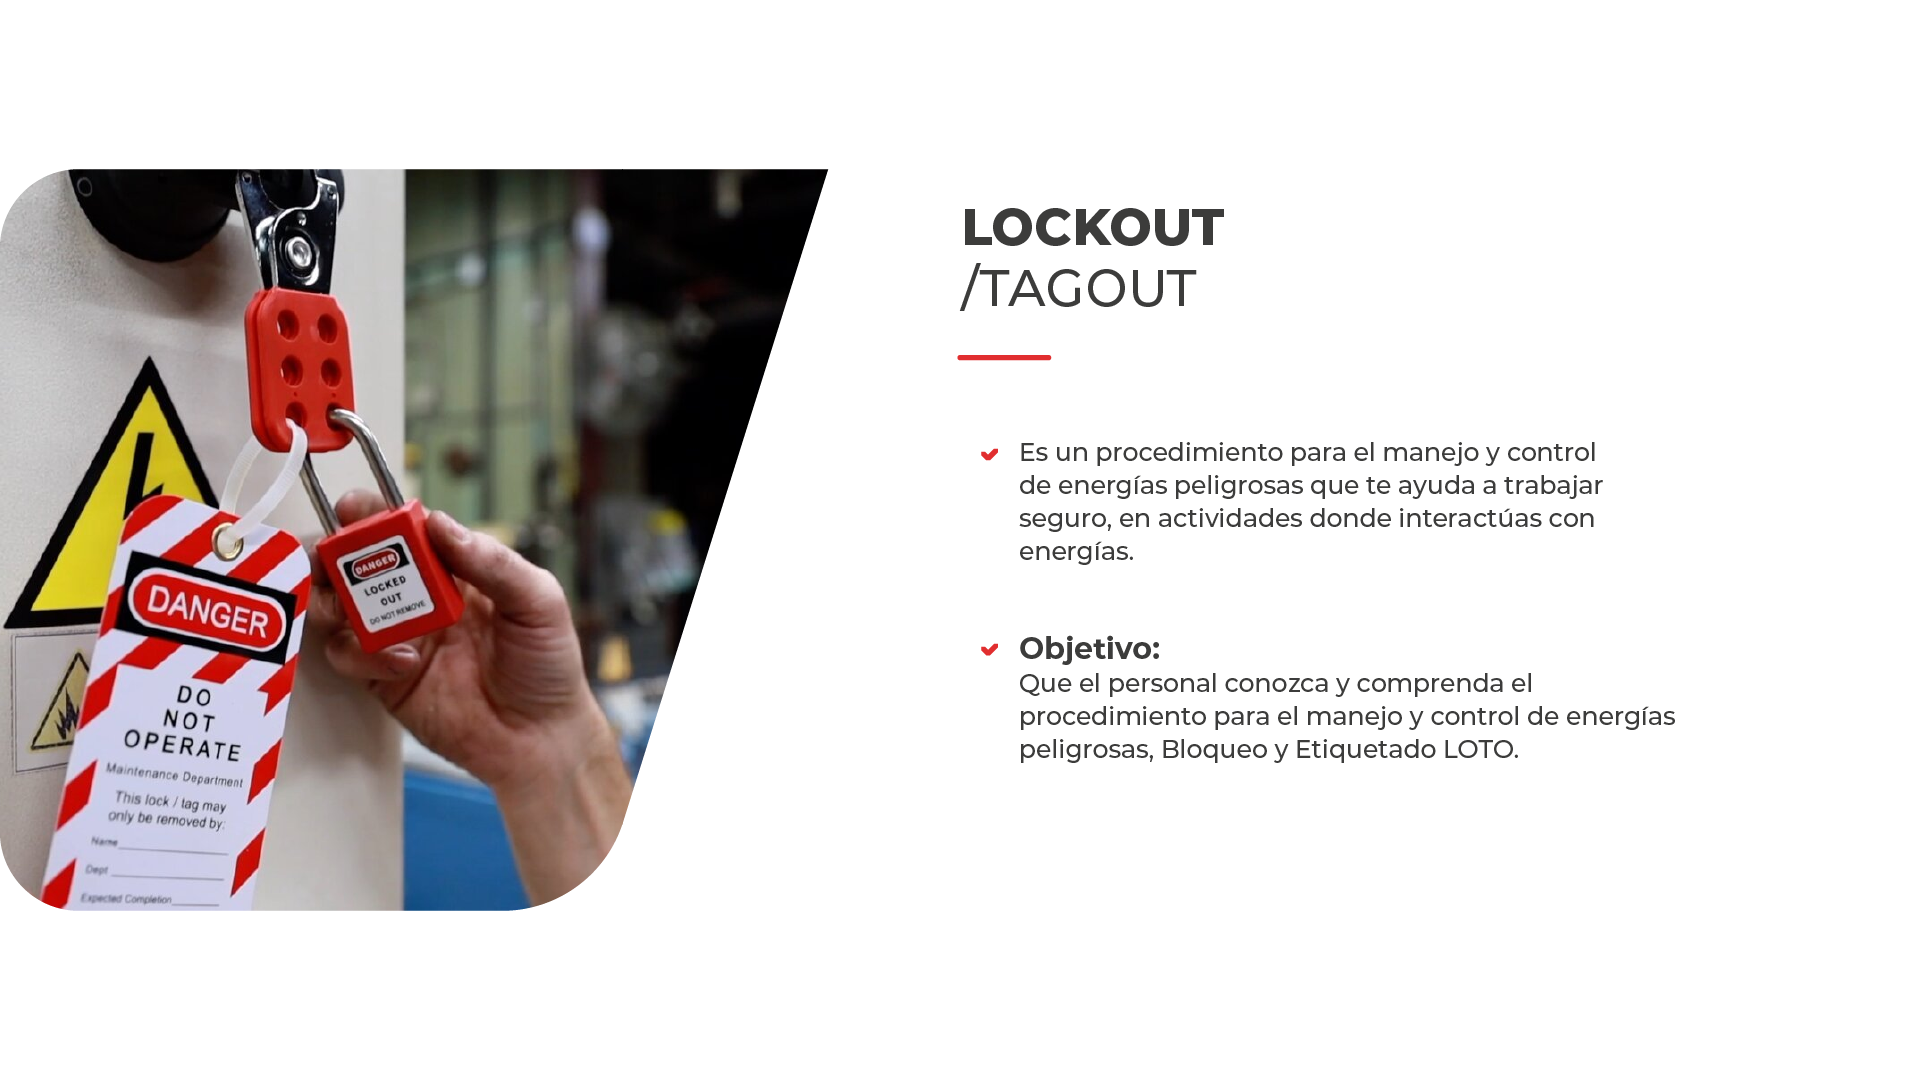 LOCKOUT
/TAGOUT
Es un procedimiento para el manejo y control
de energías peligrosas que te ayuda a trabajar
seguro, en actividades donde interactúas con
energías.
Objetivo:
Que el personal conozca y comprenda el
procedimiento para el manejo y control de energías
peligrosas, Bloqueo y Etiquetado LOTO.
DANGER
LOCKED
OUT
DO NOT REMOVE
DANGER
DO
NOT
OPERATE
Maintenance Department
This lock / tag may
only be removed by:
Name
Dept
Expected Completion